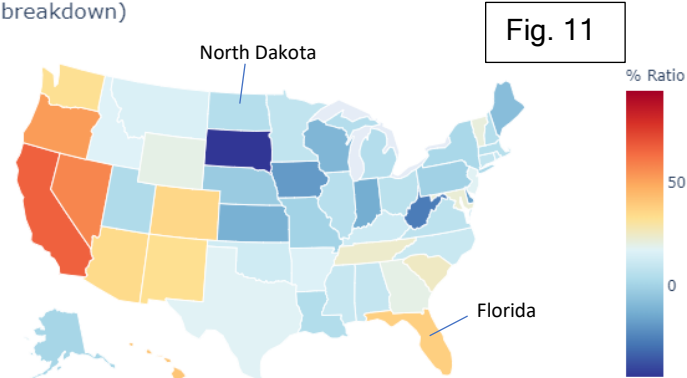 breakdown)
Fig. 11
North Dakota
% Ratio
50
0
Florida